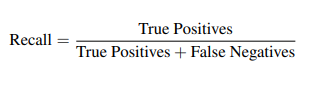 Recall = True Positives / True Positives + False Negatives